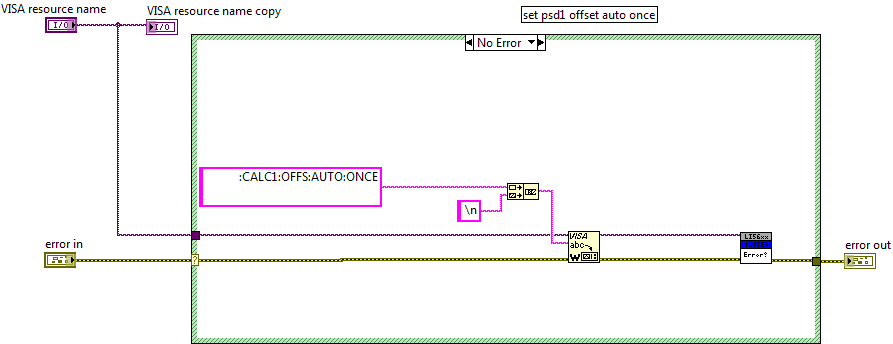 VISA resource name
VISA resource name copy
set psd1 offset auto once
I/O
I/O
No Error
:CALC1:OFFS:AUTO:ONCE
\n
VISA
abc
W
LI56xx
Error?
error in
?
error out